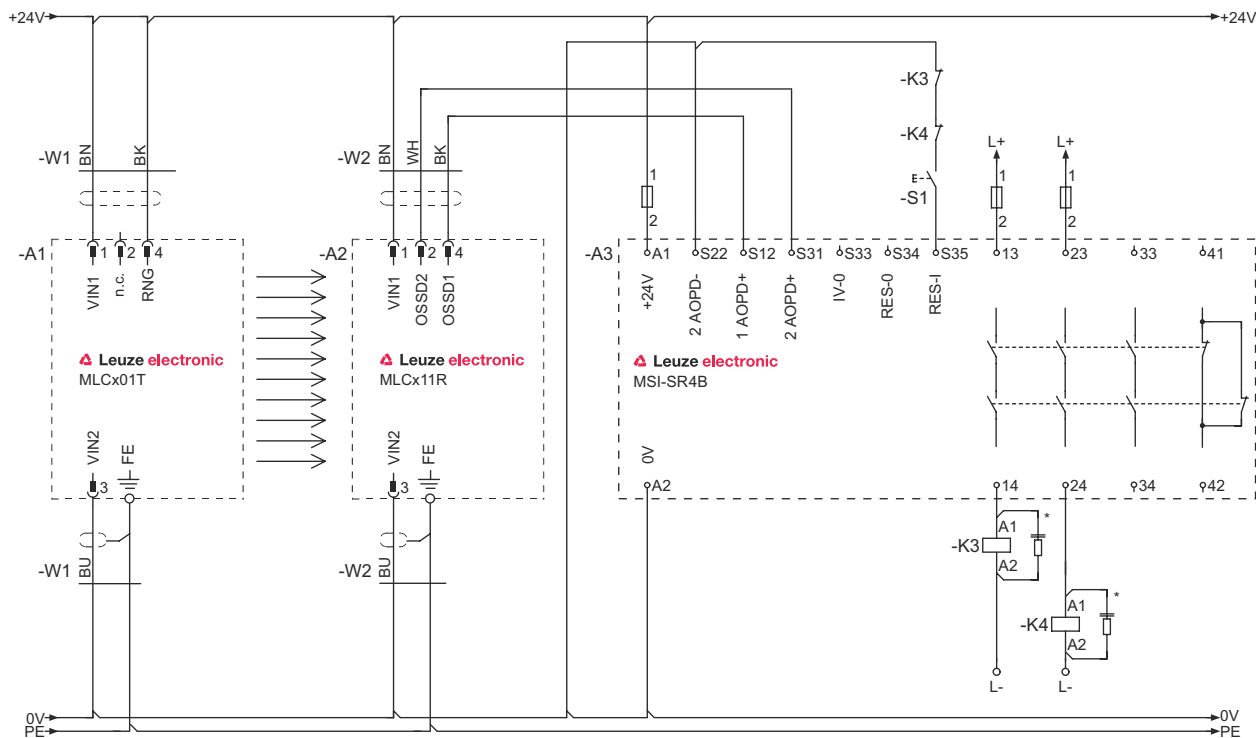 +24V +24V
-K3
-K4 L+ L+
-W1 BN BK -W2 BN WH BK
1 1 1
E
-S1
2 2 2
-A1 1 2 4 -A2 1 2 4 -A3 A1 S22 S12 S31 S33 S34 S35 13 23 33 41
VIN1 n.c. RNG VIN1 OSSD2 OSSD1 +24V 2 AOPD- 1 AOPD+ 2 AOPD+ IV-0 RES-0 RES-I
Leuze electronic Leuze electronic Leuze electronic
MLCx01T MLCx11R MSI-SR4B
VIN2 FE VIN2 FE 0V
3 3 A2 14 24 34 42
A1 *
-K3
A2
-W1 BU -W2 BU
A1 *
-K4
A2
L- L-
0V 0V
PE PE